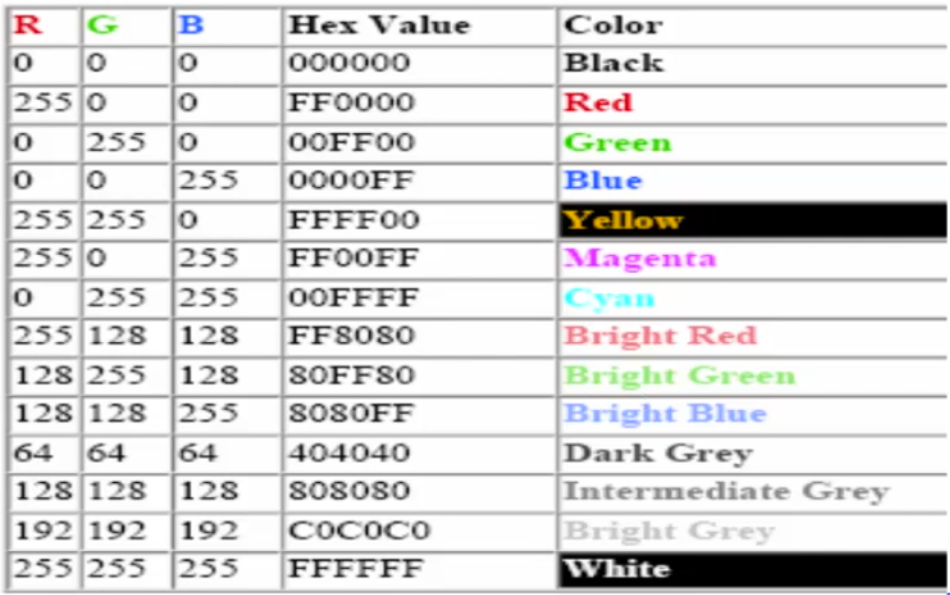 R G B Hex Value Color
0 0 0 000000 Black
255 0 0 FF0000 Red
0 255 0 00FF00 Green
0 0 255 0000FF Blue
255 255 0 FFFF00 Yellow
255 0 255 FF00FF Magenta
0 255 255 00FFFF Cyan
255 128 128 FF8080 Bright Red
128 255 128 80FF80 Bright Green
128 128 255 8080FF Bright Blue
64 64 64 404040 Dark Grey
128 128 128 808080 Intermediate Grey
192 192 192 C0C0C0 Bright Grey
255 255 255 FFFFFF White